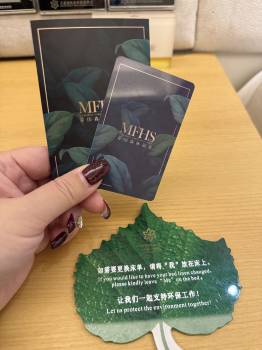 MFHS
MFHS
如需要更换床单，请将“我”放在床上，
If you would like to have your bed linen changed,
please kindly leave "Me" on the bed.
让我们一起支持环保工作！
Let to protect the environment together!